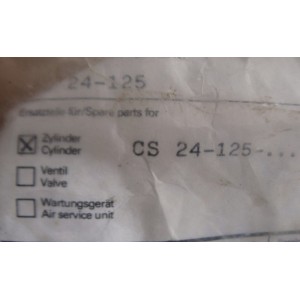 24-125
Ersatzteile für/Spare parts for
Zylinder
Cylinder
CS 24-125-...
Ventil
Valve
Wartungsgerät
Air service unit